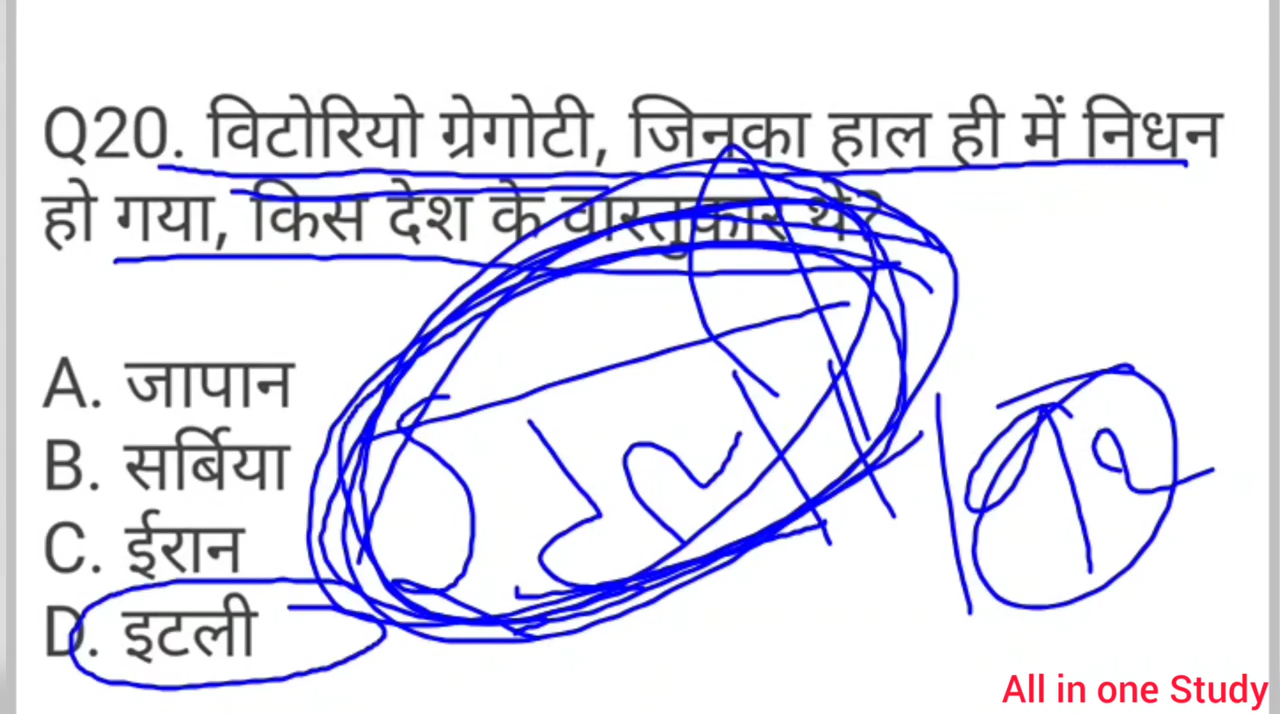 Q20. विटोरियो ग्रेगोटी, जिनका हाल ही में निधन
हो गया, किस देश के वास्तुकार थे?
A. जापान
B. सर्बिया
C. ईरान
D. इटली
All in one Study